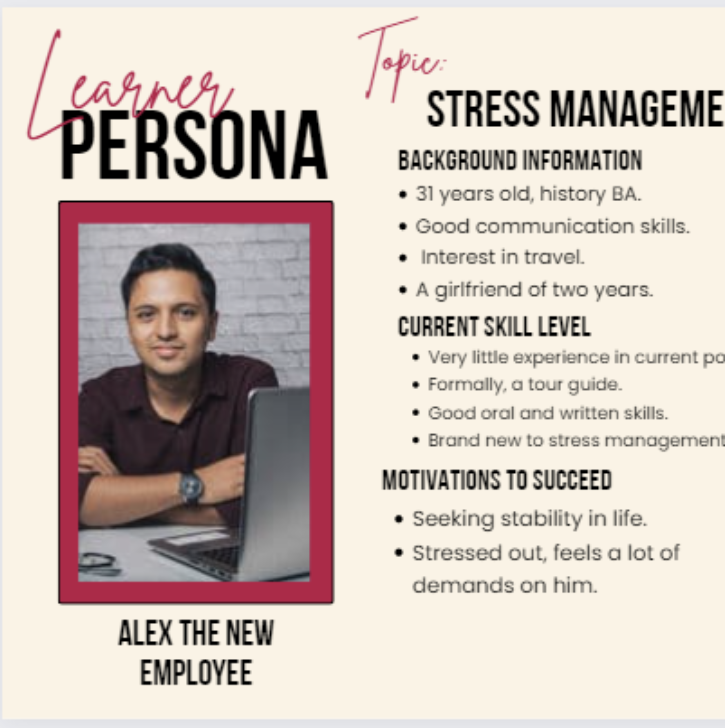 Learner
PERSONA
ALEX THE NEW
EMPLOYEE
Topic:
STRESS MANAGEME
BACKGROUND INFORMATION
• 31 years old, history BA.
• Good communication skills.
• Interest in travel.
• A girlfriend of two years.
CURRENT SKILL LEVEL
• Very little experience in current po
• Formally, a tour guide.
• Good oral and written skills.
• Brand new to stress management
MOTIVATIONS TO SUCCEED
• Seeking stability in life.
• Stressed out, feels a lot of
demands on him.